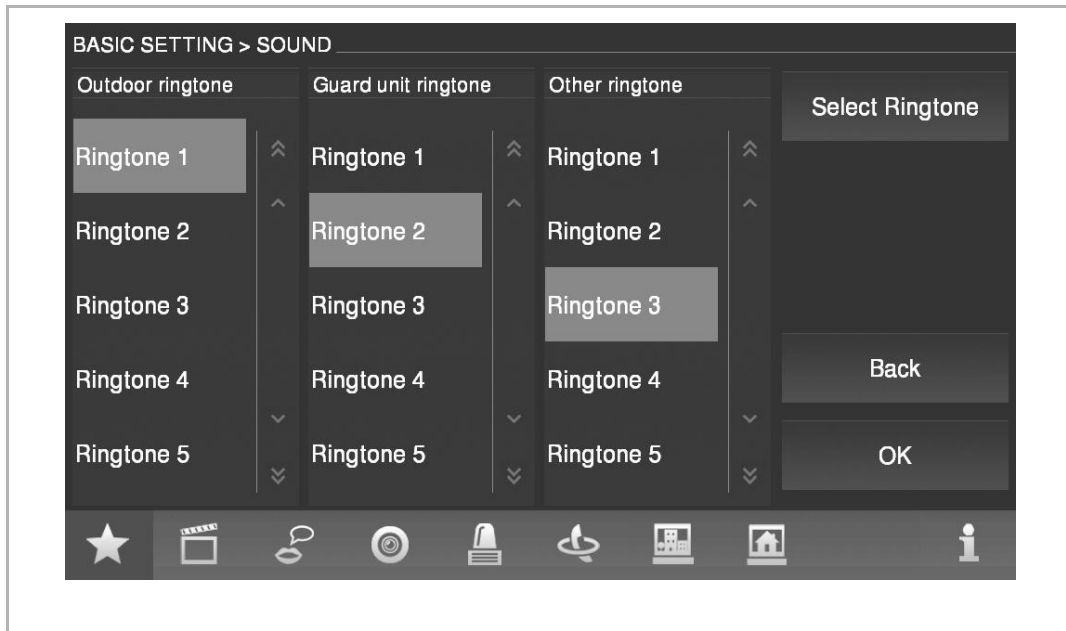 BASIC SETTING > SOUND
Outdoor ringtone
Ringtone 1
Ringtone 2
Ringtone 3
Ringtone 4
Ringtone 5
Guard unit ringtone
Ringtone 1
Ringtone 2
Ringtone 3
Ringtone 4
Ringtone 5
Other ringtone
Ringtone 1
Ringtone 2
Ringtone 3
Ringtone 4
Ringtone 5
Select Ringtone
Back
OK